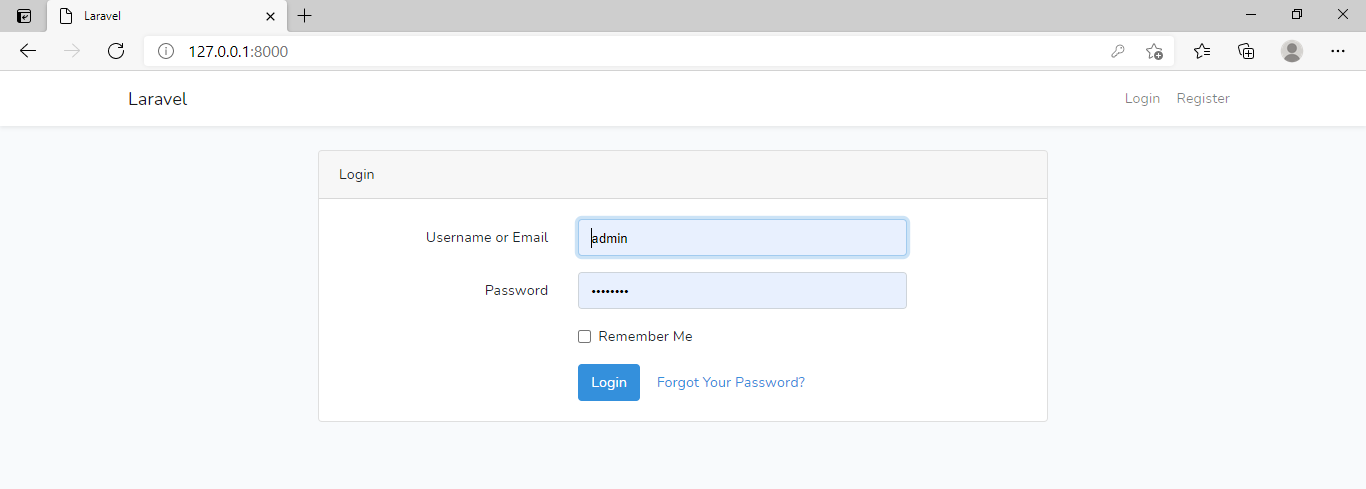 Laravel
127.0.0.1:8000
Laravel Login Register
Login
Username or Email admin
Password ••••••••
Remember Me
Login Forgot Your Password?